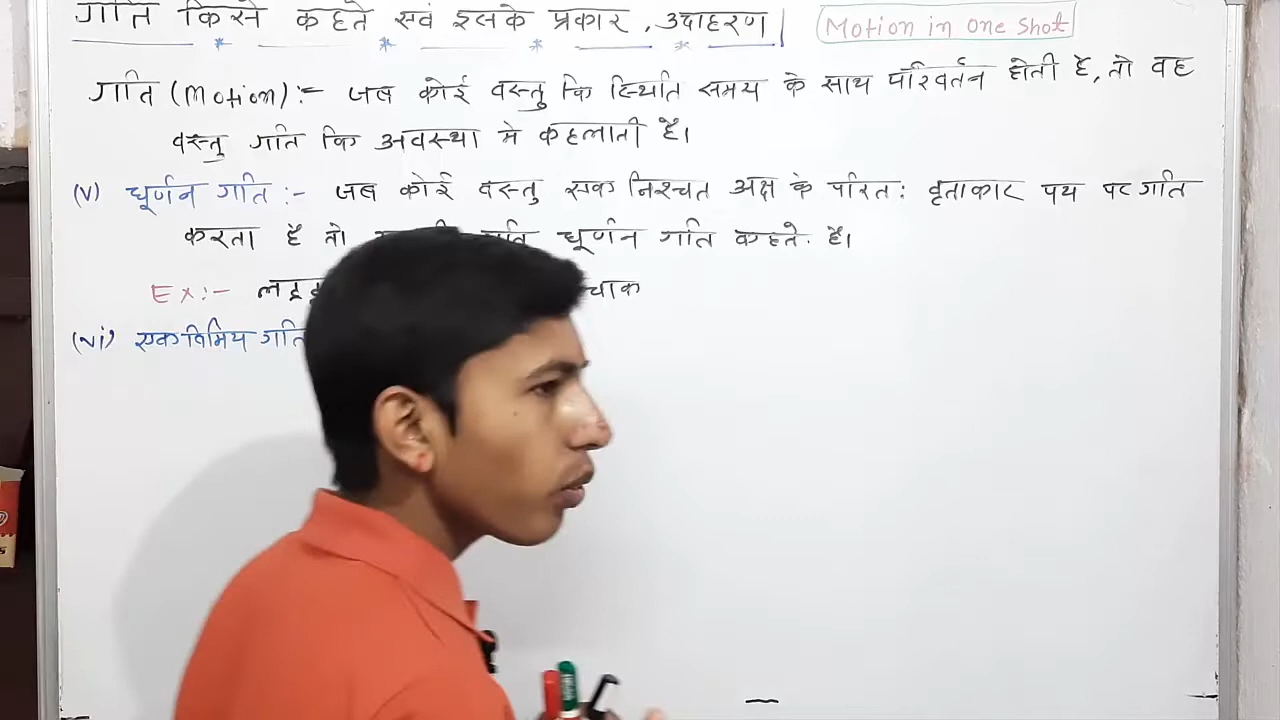 गति किसे कहते एवं इसके प्रकार, उदाहरण
Motion in one shot
गति (Motion) :- जब कोई वस्तु कि स्थिति समय के साथ परिवर्तन होती है, तो वह
वस्तु गति कि अवस्था मे कहलाती है।
(v) घूर्णन गति :- जब कोई वस्तु एक निश्चत अक्ष के परित: वृताकार पथ पर गति
करता है तो गति घूर्णन गति कहते है।
Ex:- चाक
(vi) एकविमिय गति